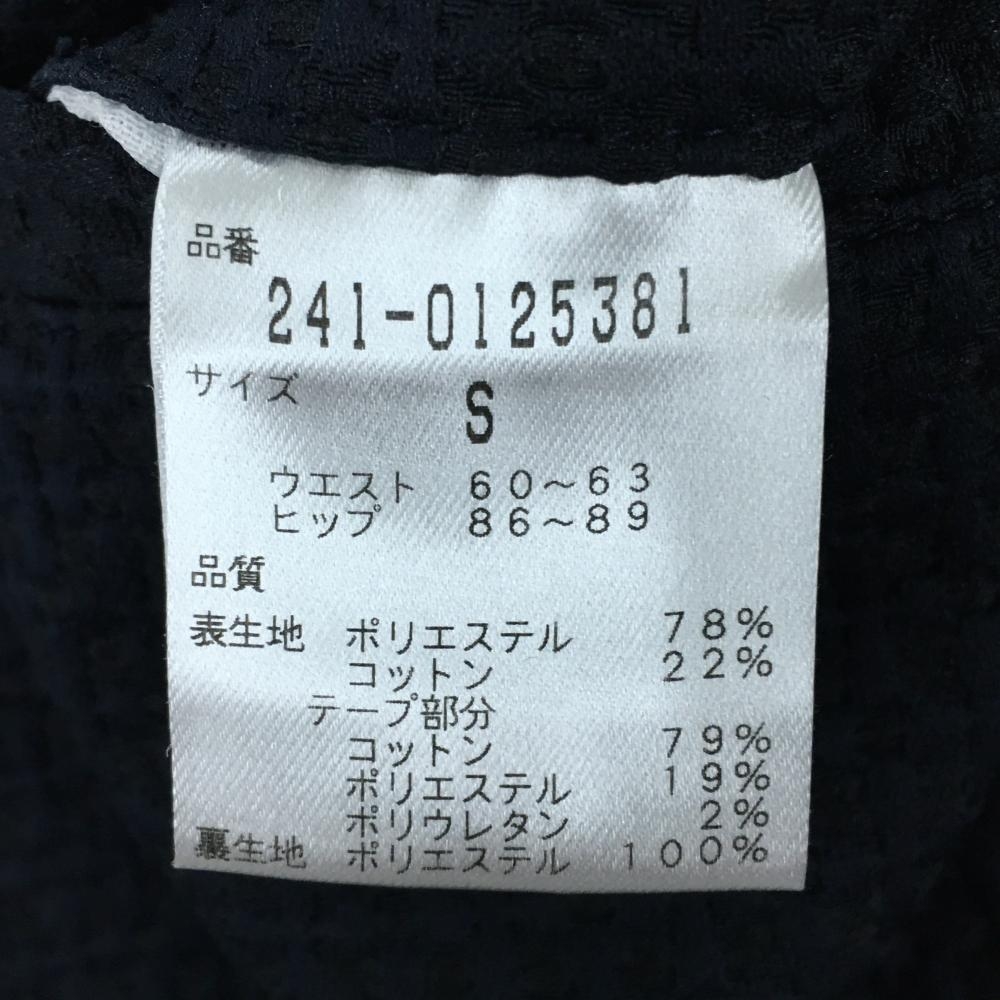 品番
241-0125381
サイズ
S
ウエスト 60～63
ヒップ 86～89
品質
表生地 ポリエステル 78%
コットン 22%
テープ部分
コットン 79%
ポリエステル 19%
ポリウレタン 2%
裏生地 ポリエステル 100%